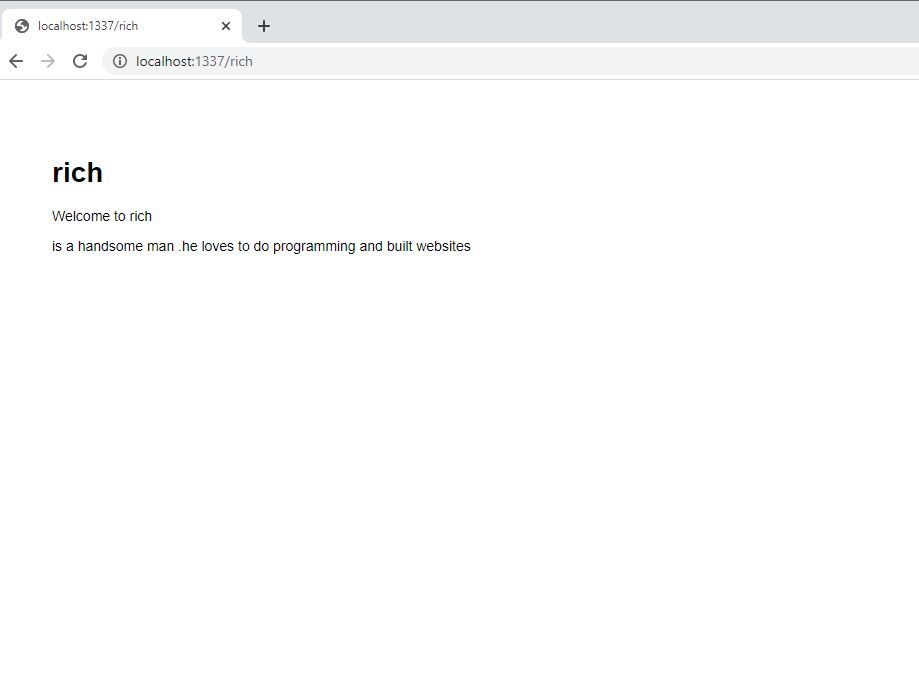 localhost:1337/rich
localhost:1337/rich
rich
Welcome to rich
is a handsome man .he loves to do programming and built websites